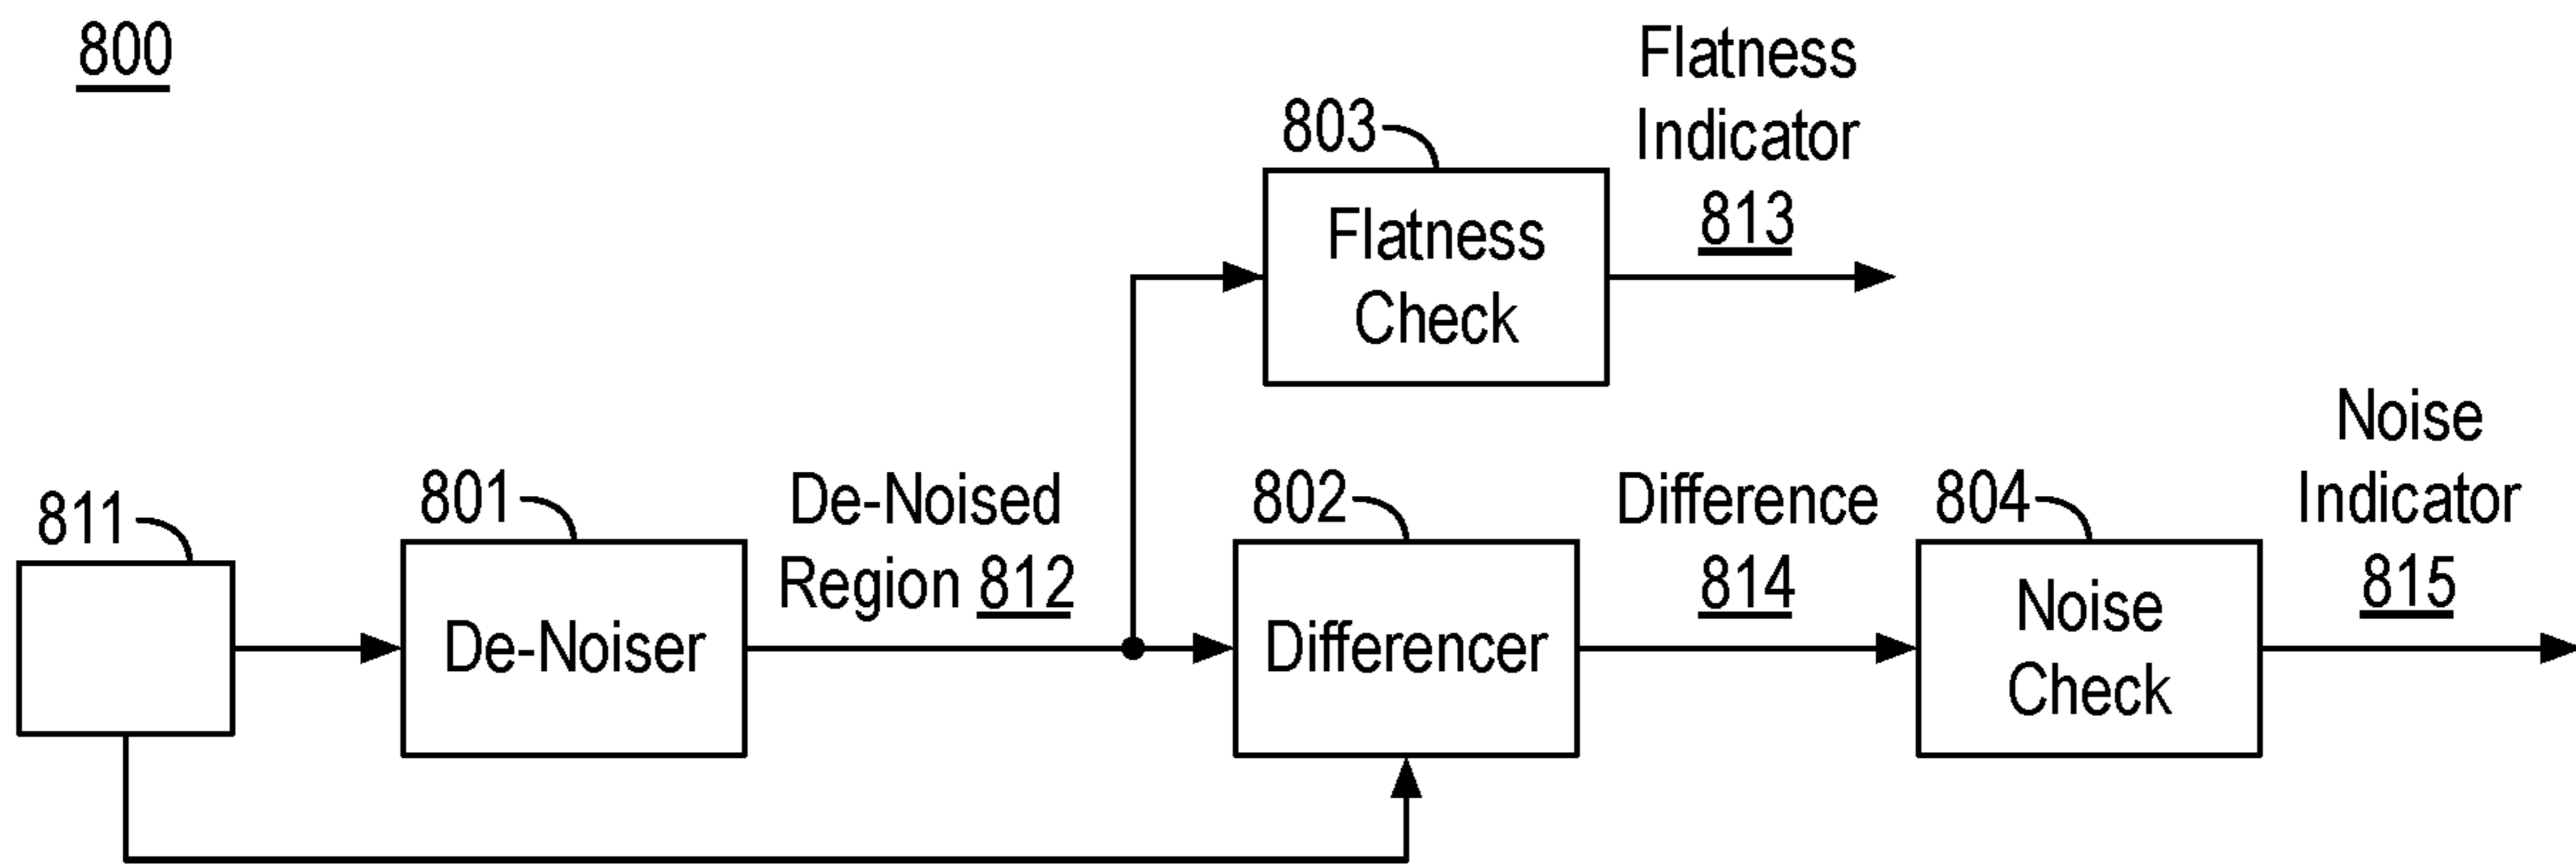 800
Flatness
Indicator
813
803
Flatness
Check
Noise
Indicator
815
811
801
De-Noised
Region 812
802
Difference
814
804
De-Noiser
Differencer
Noise
Check